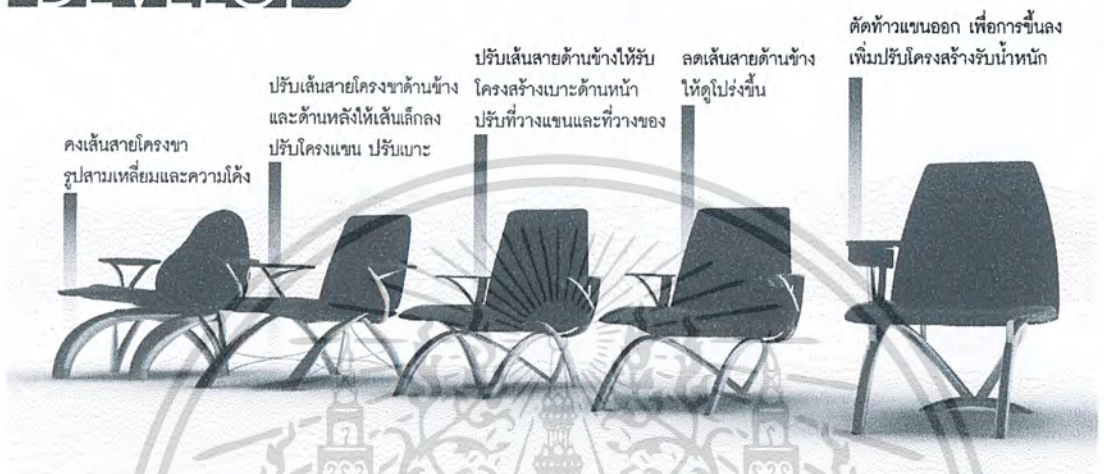 คงเส้นสายโครงขา
รูปสามเหลี่ยมและความโค้ง
ปรับเส้นสายโครงขาด้านข้าง
และด้านหลังให้เส้นเล็กลง
ปรับโครงแขน ปรับเบาะ
ปรับเส้นสายด้านข้างให้รับ
โครงสร้างเบาะด้านหน้า
ปรับที่วางแขนและที่วางของ
ลดเส้นสายด้านข้าง
ให้ดูโปร่งขึ้น
ตัดท้าวแขนออก เพื่อการขึ้นลง
เพิ่มปรับโครงสร้างรับน้ำหนัก